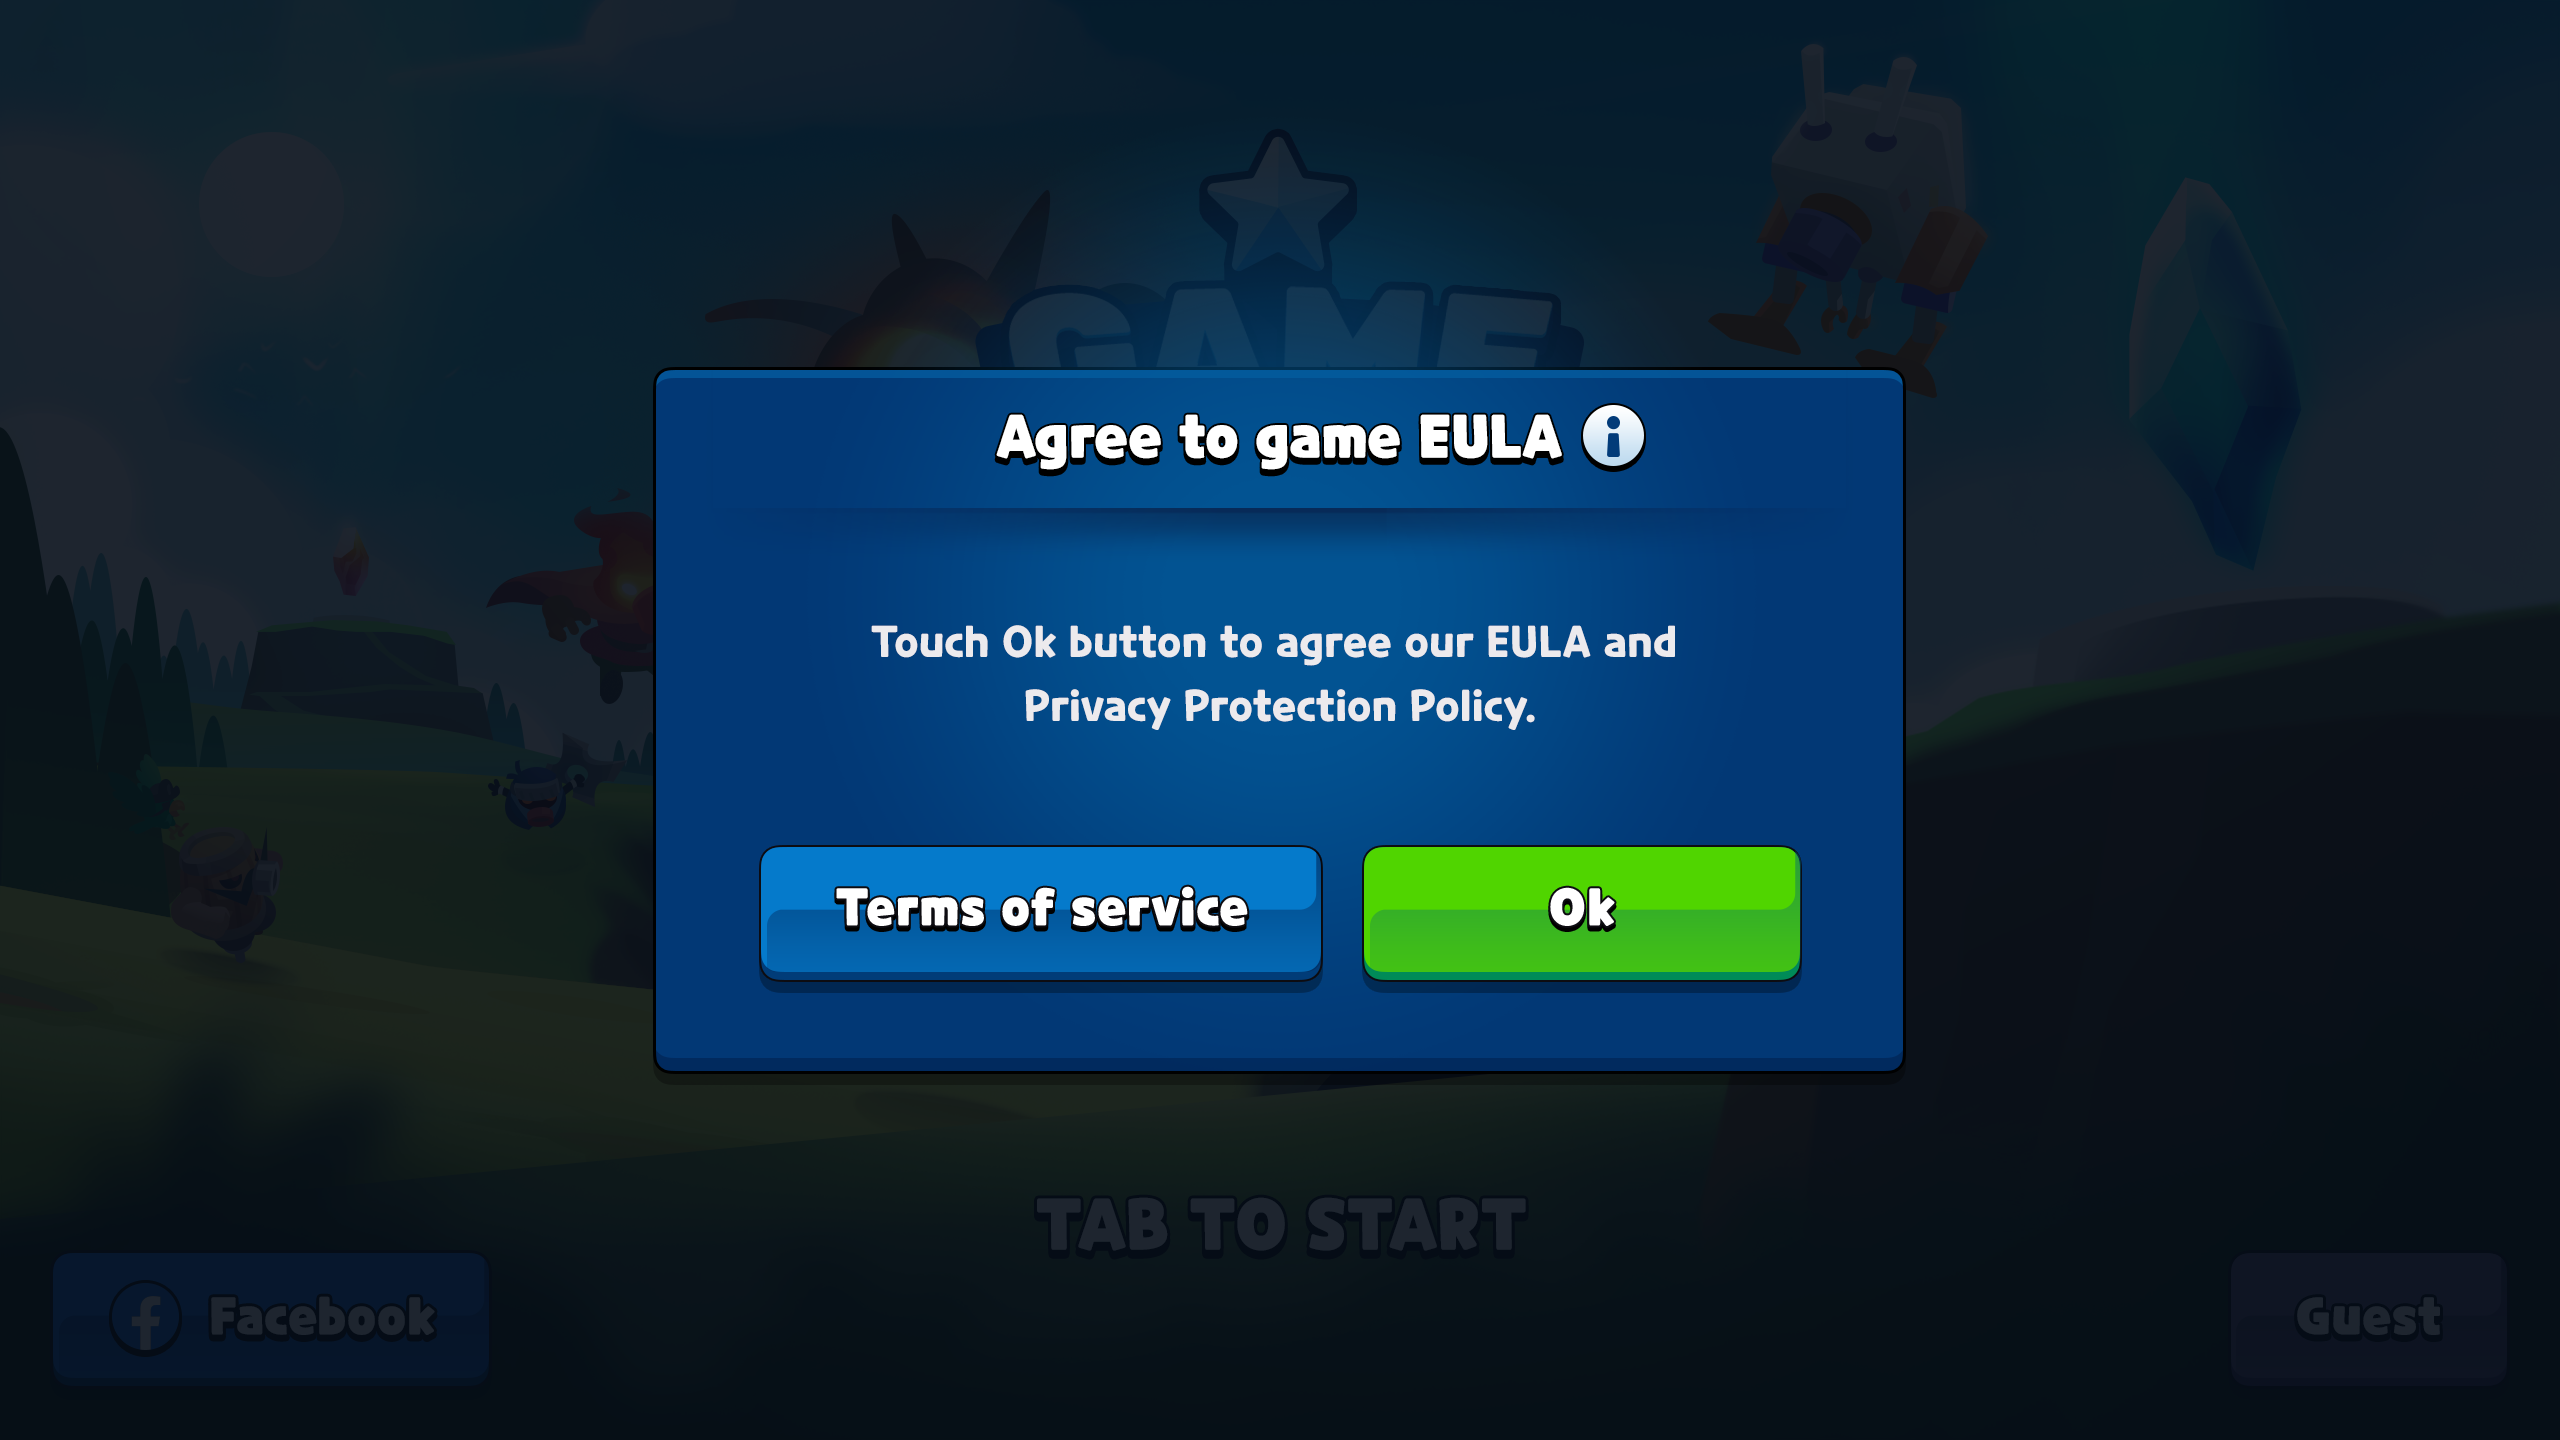 GAME
Agree to game EULA
Touch Ok button to agree our EULA and
Privacy Protection Policy.
Terms of service
Ok
TAB TO START
Facebook
Guest